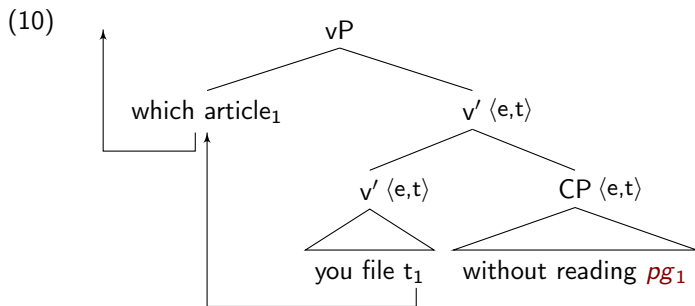 (10)
vP
which article₁ v′ ⟨e,t⟩
v′ ⟨e,t⟩ CP ⟨e,t⟩
you file t₁ without reading pg₁